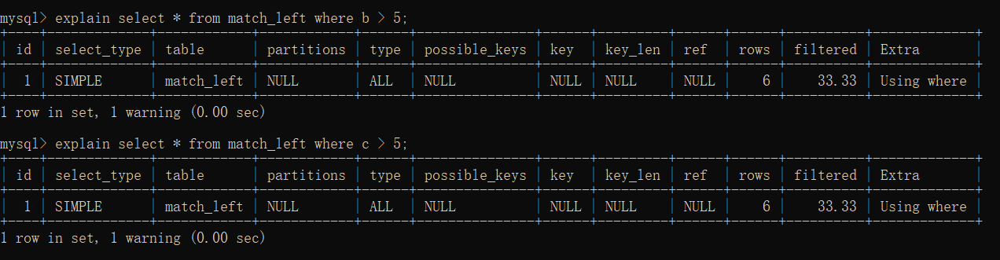 mysql> explain select * from match_left where b > 5;
+----+-------------+------------+------------+------+---------------+------+---------+------+------+----------+-------------+
| id | select_type | table      | partitions | type | possible_keys | key  | key_len | ref  | rows | filtered | Extra       |
+----+-------------+------------+------------+------+---------------+------+---------+------+------+----------+-------------+
|  1 | SIMPLE      | match_left | NULL       | ALL  | NULL          | NULL | NULL    | NULL |    6 |    33.33 | Using where |
+----+-------------+------------+------------+------+---------------+------+---------+------+------+----------+-------------+
1 row in set, 1 warning (0.00 sec)
mysql> explain select * from match_left where c > 5;
+----+-------------+------------+------------+------+---------------+------+---------+------+------+----------+-------------+
| id | select_type | table      | partitions | type | possible_keys | key  | key_len | ref  | rows | filtered | Extra       |
+----+-------------+------------+------------+------+---------------+------+---------+------+------+----------+-------------+
|  1 | SIMPLE      | match_left | NULL       | ALL  | NULL          | NULL | NULL    | NULL |    6 |    33.33 | Using where |
+----+-------------+------------+------------+------+---------------+------+---------+------+------+----------+-------------+
1 row in set, 1 warning (0.00 sec)